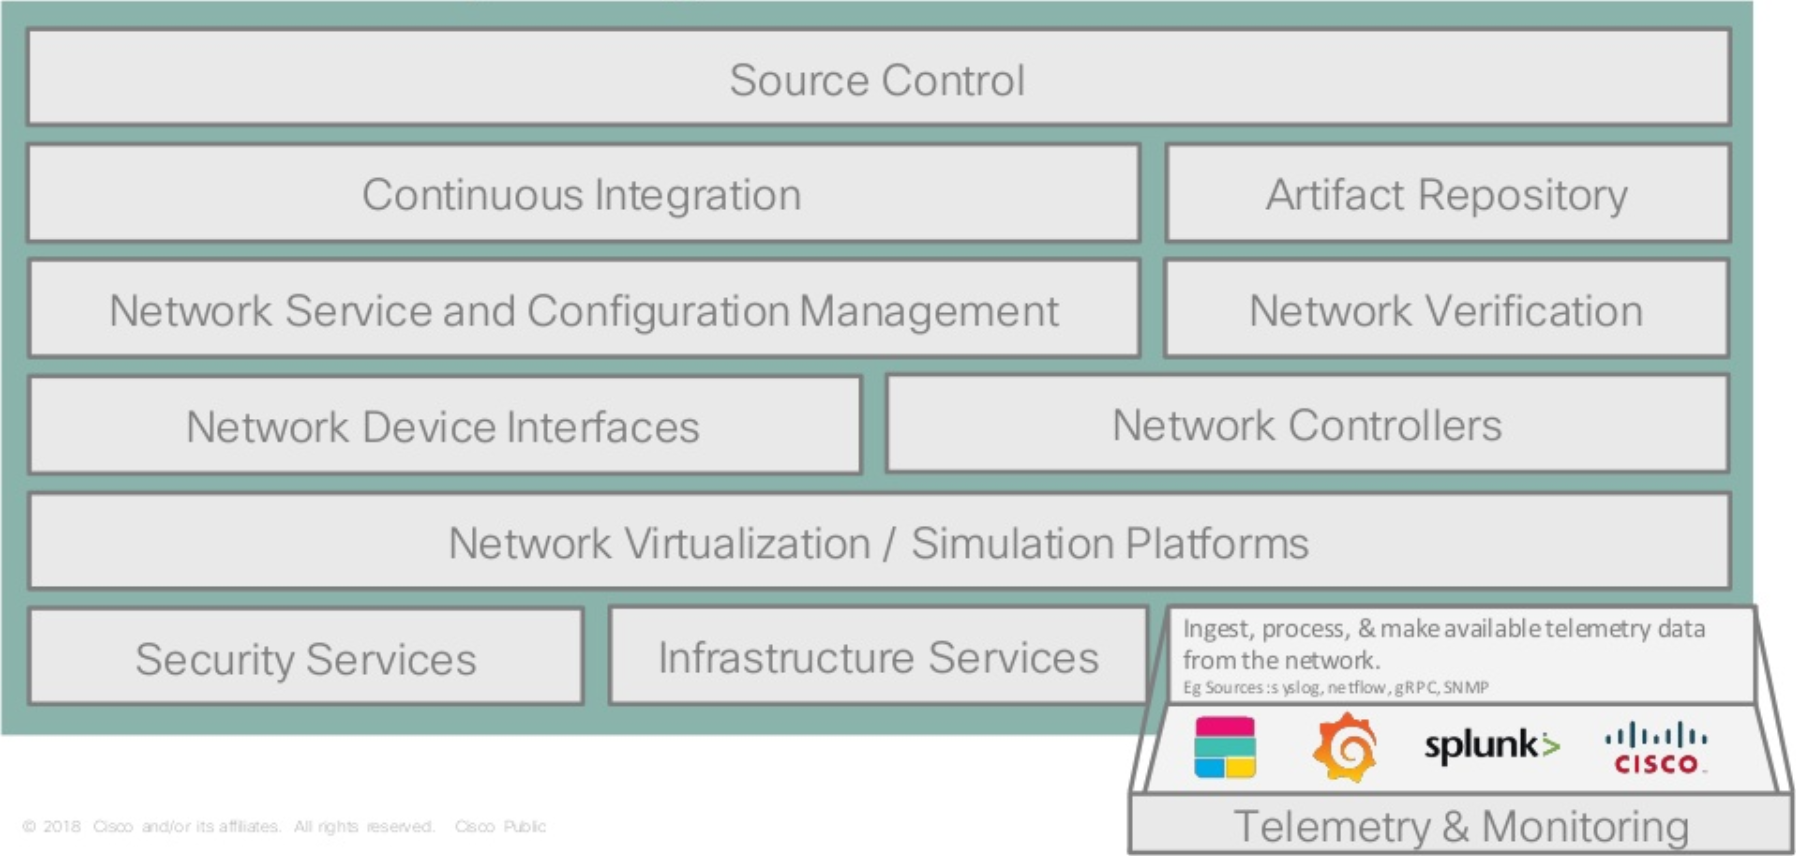 Source Control
Continuous Integration
Artifact Repository
Network Service and Configuration Management
Network Verification
Network Device Interfaces
Network Controllers
Network Virtualization / Simulation Platforms
Security Services
Infrastructure Services
Ingest, process, & make available telemetry data
from the network.
Eg Sources:syslog, netflow, gRPC, SNMP
splunk>
CISCO
Telemetry & Monitoring
© 2018 Cisco and/or its affiliates. All rights reserved. Cisco Public